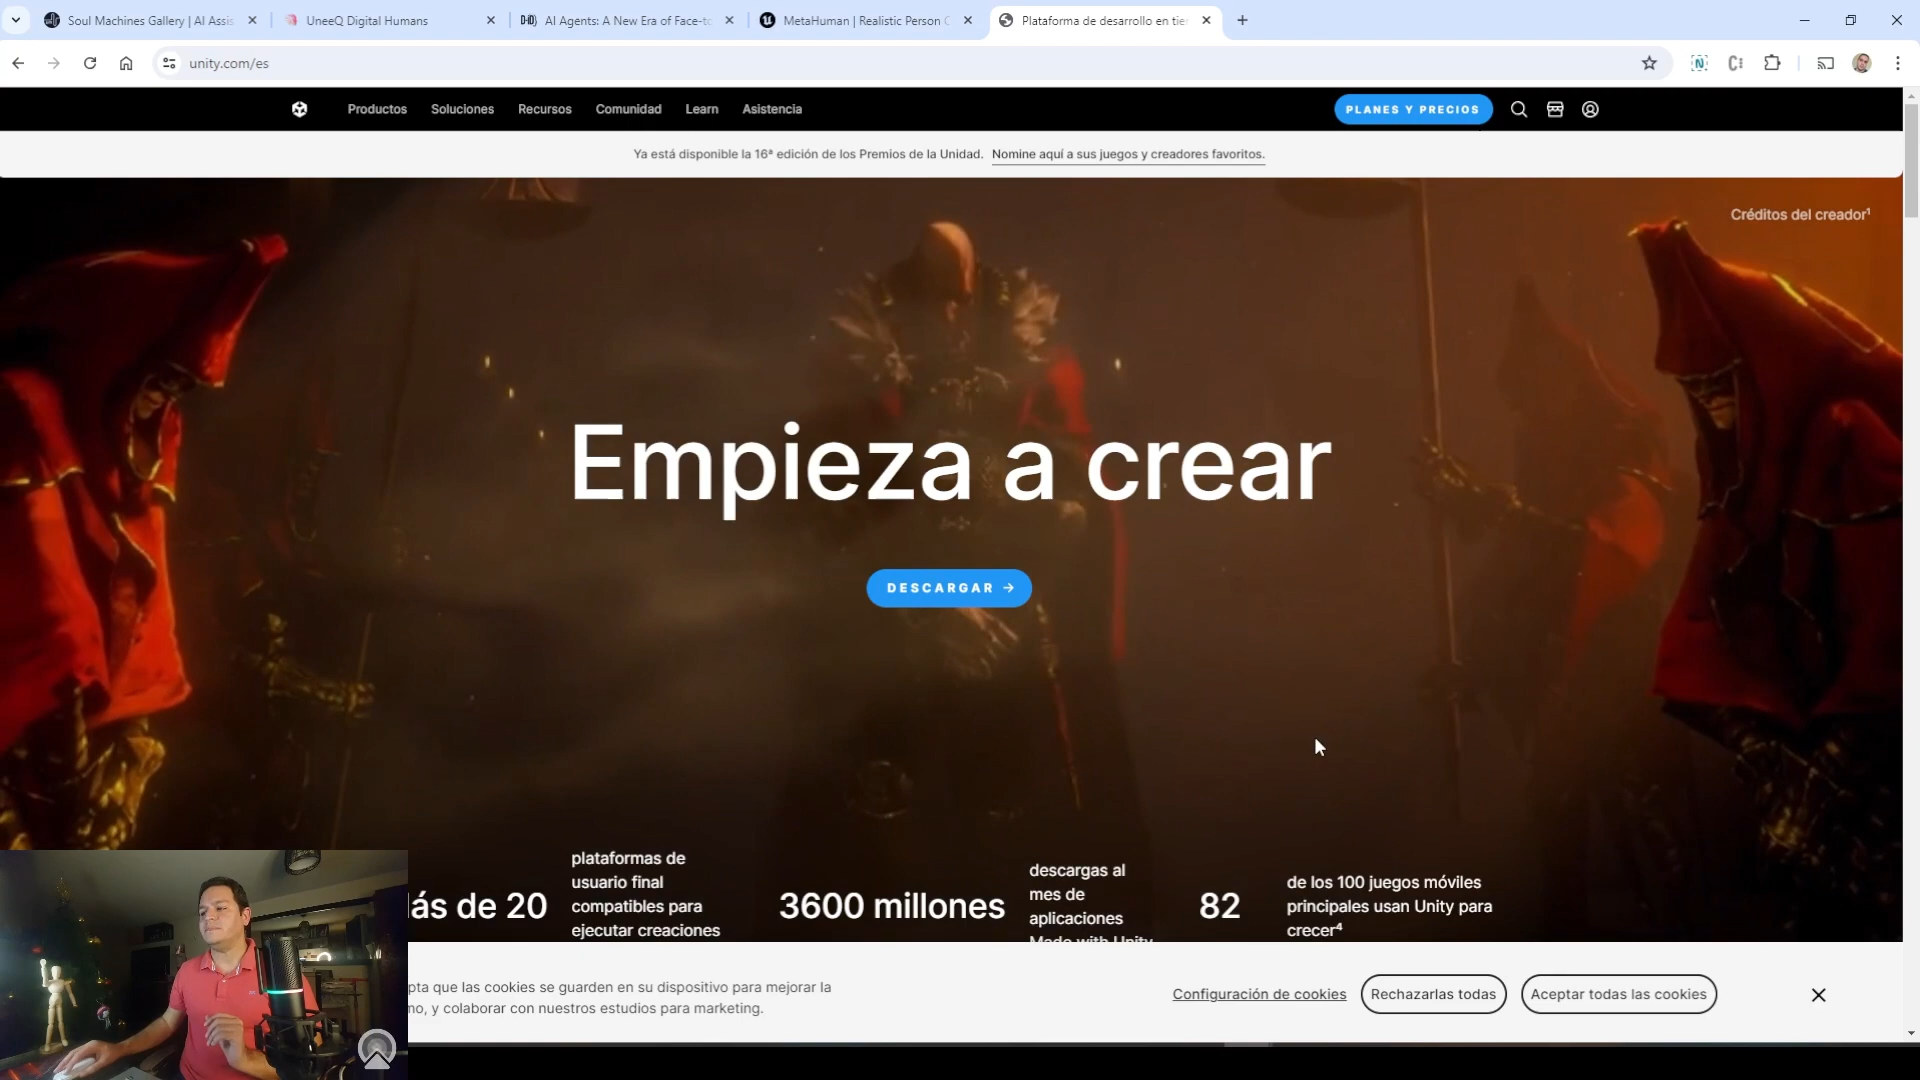 Soul Machines Gallery | AI Assis
UneeQ Digital Humans
D-ID AI Agents: A New Era of Face-to
MetaHuman | Realistic Person C
Plataforma de desarrollo en tie
unity.com/es
Productos Soluciones Recursos Comunidad Learn Asistencia
PLANES Y PRECIOS
Ya está disponible la 16ª edición de los Premios de la Unidad. Nomine aquí a sus juegos y creadores favoritos.
Créditos del creador¹
Empieza a crear
DESCARGAR →
ás de 20
plataformas de
usuario final
compatibles para
ejecutar creaciones
3600 millones
descargas al
mes de
aplicaciones
Made with Unity
82
de los 100 juegos móviles
principales usan Unity para
crecer⁴
pta que las cookies se guarden en su dispositivo para mejorar la
no, y colaborar con nuestros estudios para marketing.
Configuración de cookies
Rechazarlas todas
Aceptar todas las cookies